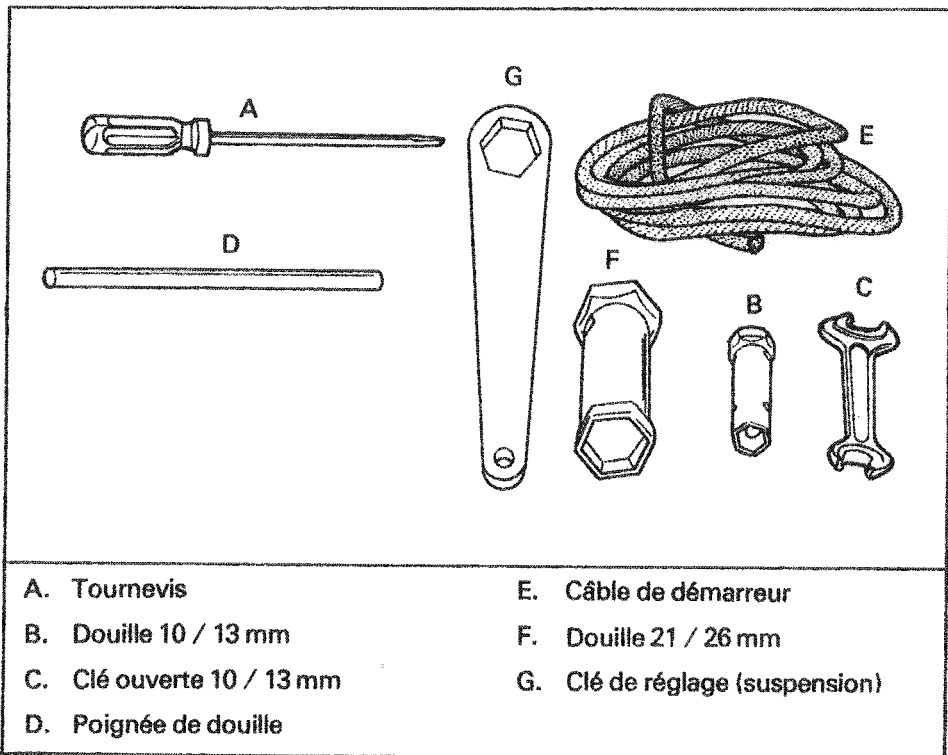 G
A
E
D
F
B
C
A. Tournevis
B. Douille 10 / 13 mm
C. Clé ouverte 10 / 13 mm
D. Poignée de douille
E. Câble de démarreur
F. Douille 21 / 26 mm
G. Clé de réglage (suspension)